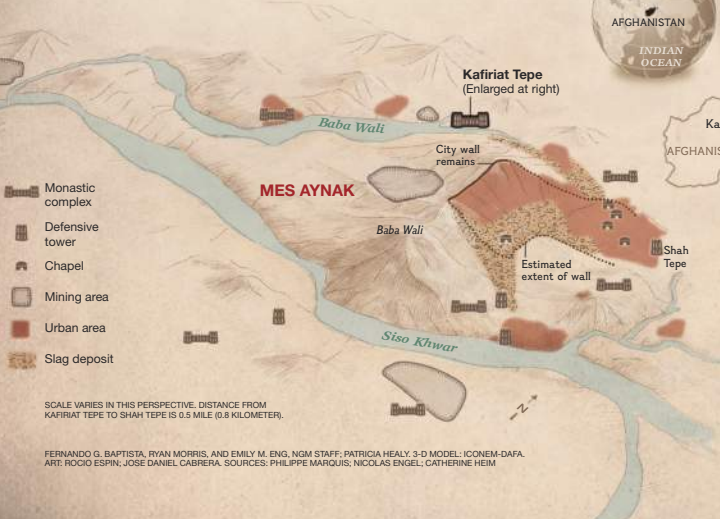 AFGHANISTAN
INDIAN
OCEAN
Kafiriat Tepe
(Enlarged at right)
Ka
Baba Wali
City wall
remains
AFGHANIS
MES AYNAK
Monastic
complex
Baba Wali
Defensive
tower
Shah
Tepe
Chapel
Estimated
extent of wall
Mining area
Urban area
Siso Khwar
Slag deposit
SCALE VARIES IN THIS PERSPECTIVE. DISTANCE FROM
KAFIRIAT TEPE TO SHAH TEPE IS 0.5 MILE (0.8 KILOMETER).
N
FERNANDO G. BAPTISTA, RYAN MORRIS, AND EMILY M. ENG, NGM STAFF; PATRICIA HEALY. 3-D MODEL: ICONEM-DAFA.
ART: ROCIO ESPIN; JOSE DANIEL CABRERA. SOURCES: PHILIPPE MARQUIS; NICOLAS ENGEL; CATHERINE HEIM